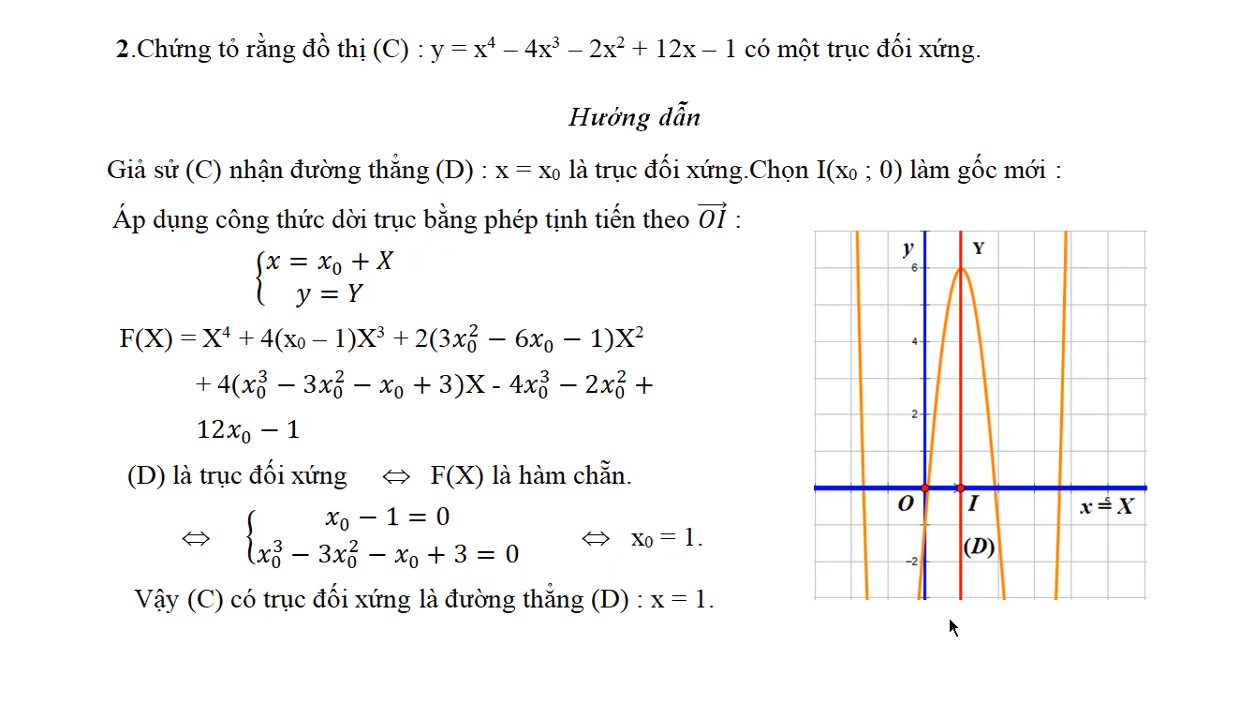 2.Chứng tỏ rằng đồ thị (C) : y = x⁴ – 4x³ – 2x² + 12x – 1 có một trục đối xứng.
Hướng dẫn
Giả sử (C) nhận đường thẳng (D) : x = x₀ là trục đối xứng.Chọn I(x₀ ; 0) làm gốc mới :
Áp dụng công thức dời trục bằng phép tịnh tiến theo \overrightarrow{OI} :
{x = x₀ + X
y = Y
F(X) = X⁴ + 4(x₀ – 1)X³ + 2(3x₀² − 6x₀ − 1)X²
+ 4(x₀³ − 3x₀² − x₀ + 3)X - 4x₀³ − 2x₀² +
12x₀ − 1
(D) là trục đối xứng ⇔ F(X) là hàm chẵn.
⇔ {x₀ − 1 = 0
x₀³ − 3x₀² − x₀ + 3 = 0 ⇔ x₀ = 1.
Vậy (C) có trục đối xứng là đường thẳng (D) : x = 1.
y Y
6
4
2
O I 5 x = X
(D)
−2